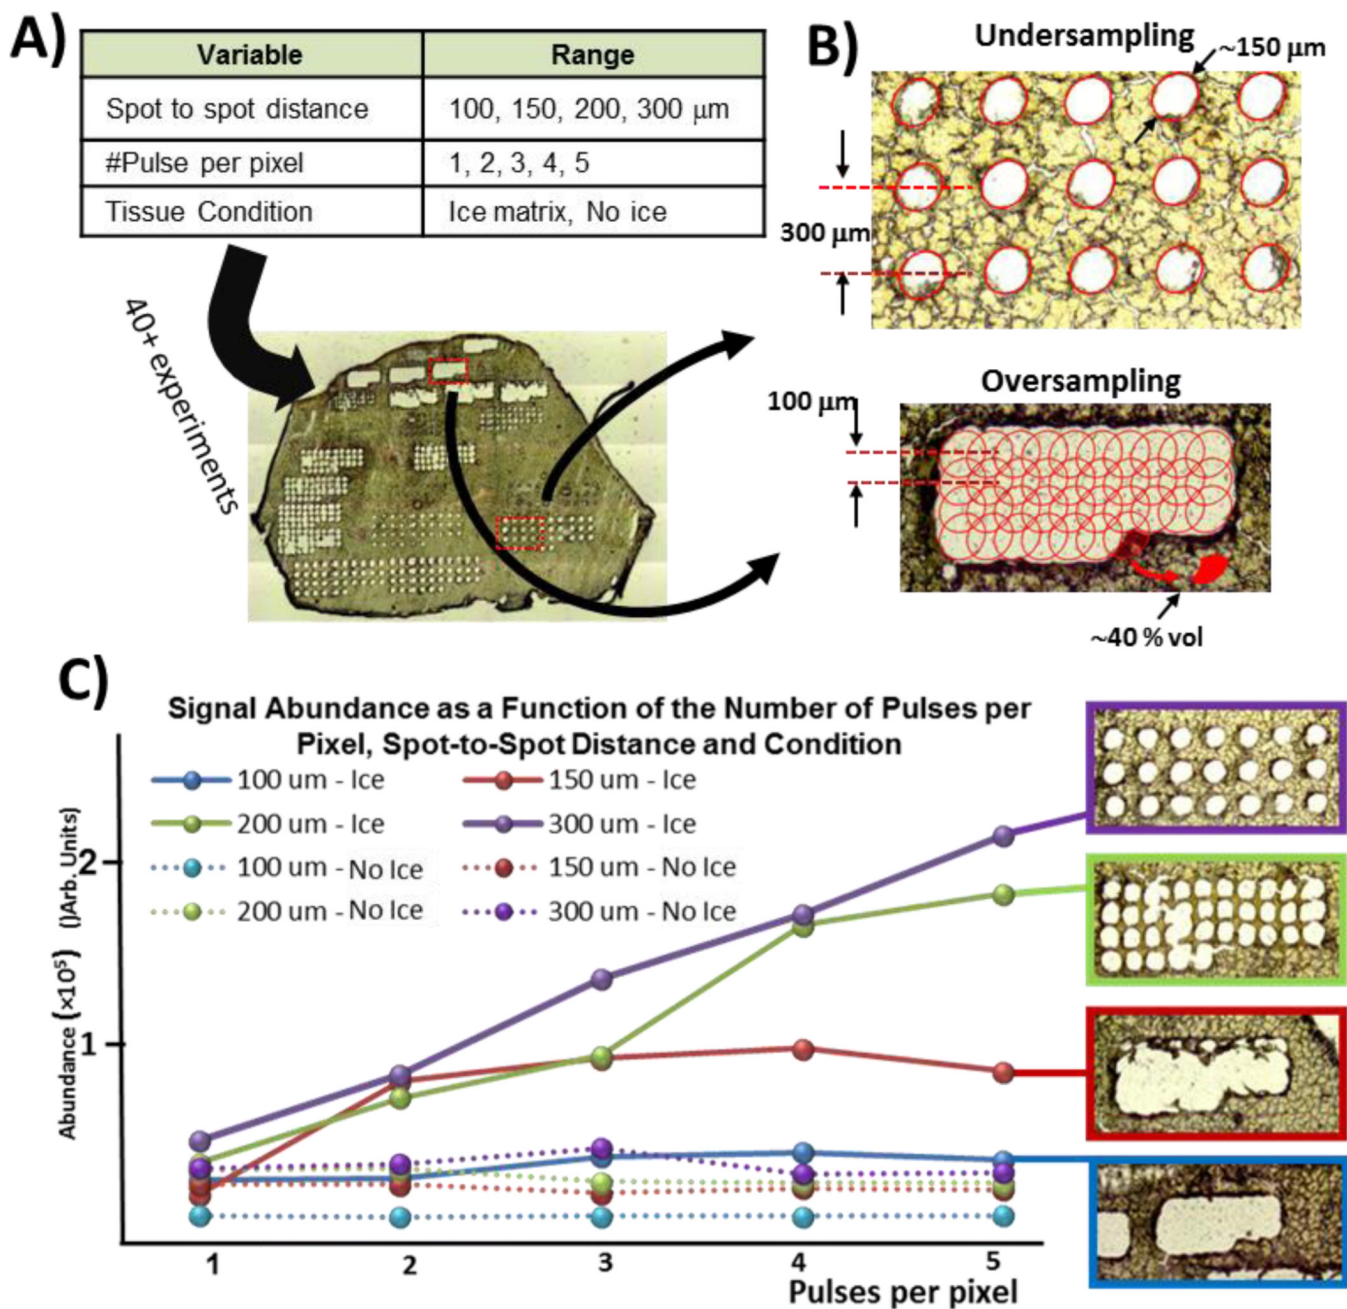 A)
Variable Range
Spot to spot distance 100, 150, 200, 300 μm
#Pulse per pixel 1, 2, 3, 4, 5
Tissue Condition Ice matrix, No ice
40+ experiments
B)
Undersampling
~150 μm
300 μm
Oversampling
100 μm
~40 % vol
C)
Signal Abundance as a Function of the Number of Pulses per
Pixel, Spot-to-Spot Distance and Condition
100 um - Ice 150 um - Ice
200 um - Ice 300 um - Ice
100 um - No Ice 150 um - No Ice
200 um - No Ice 300 um - No Ice
Abundance (×10⁵) (|Arb. Units)
2
1
1 2 3 4 5
Pulses per pixel